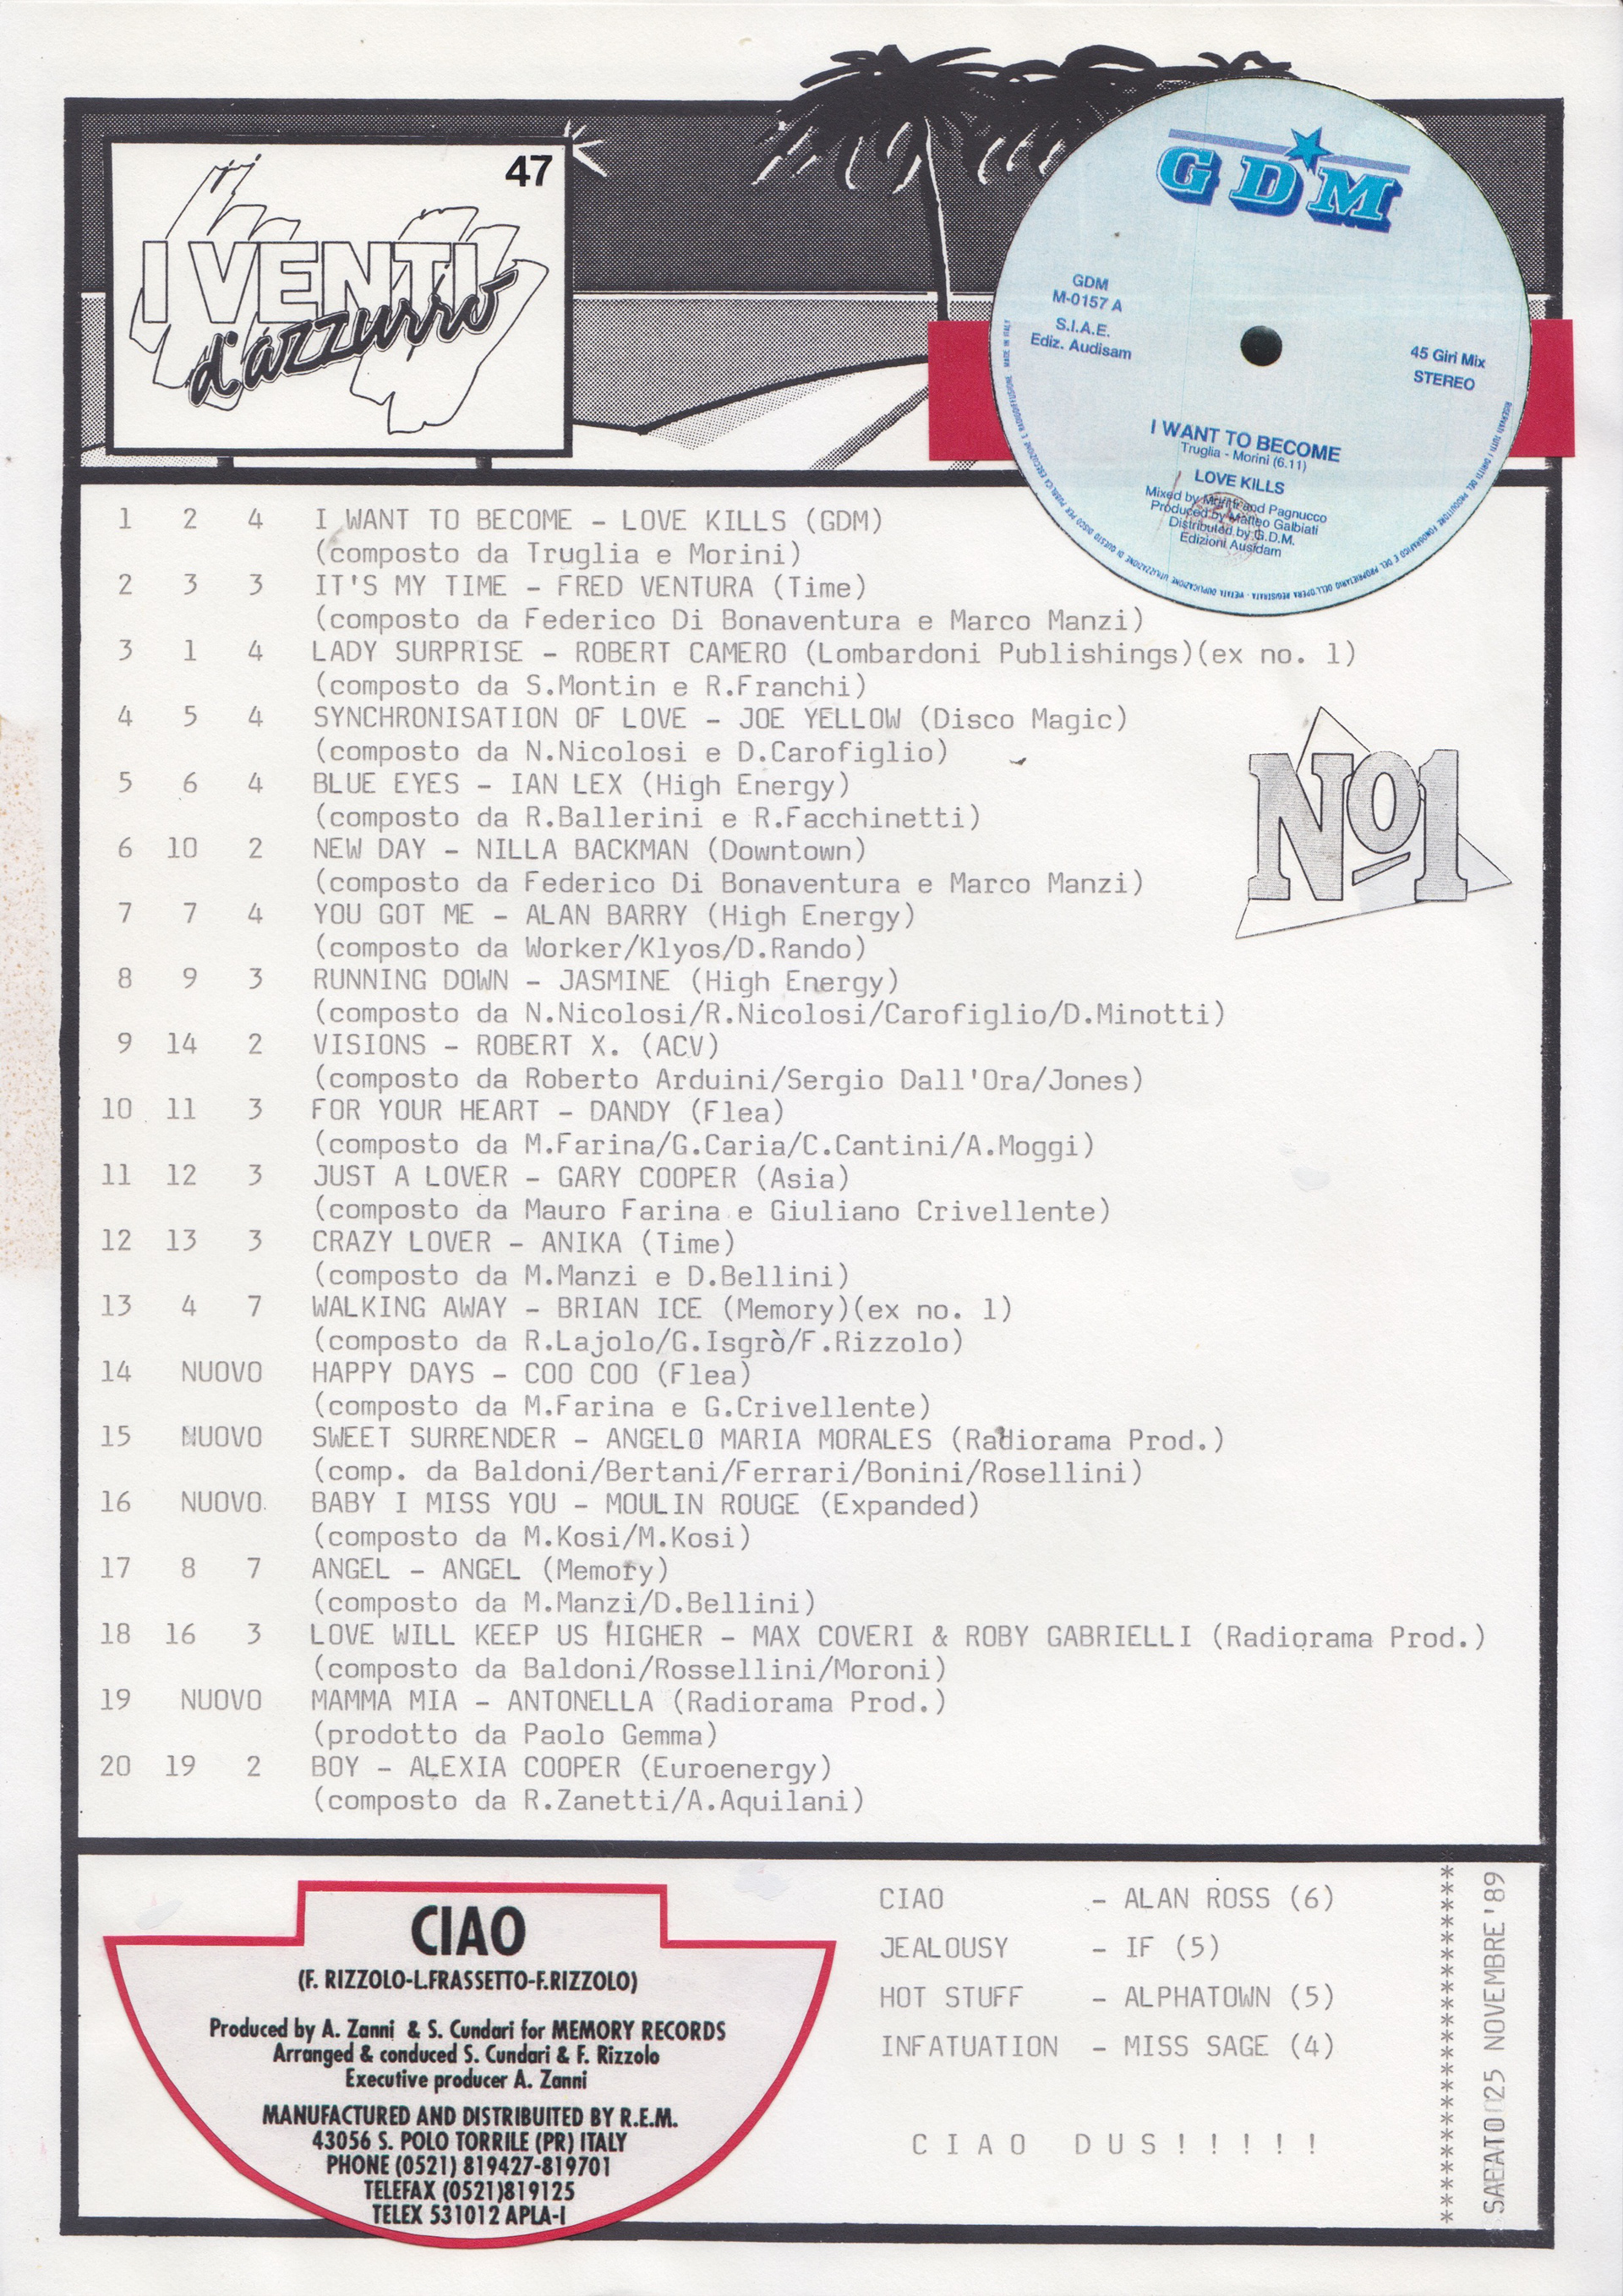 47
I VENTI
d'azzurro
GDM
GDM
M-0157 A
S.I.A.E.
Ediz. Audisam
45 Giri Mix
STEREO
I WANT TO BECOME
Truglia - Morini (6.11)
LOVE KILLS
Mixed by Morini and Pagnucco
Produced by Matteo Galbiati
Distributed by G.D.M.
Edizioni Ausidam
MADE IN ITALY
1 2 4 I WANT TO BECOME - LOVE KILLS (GDM)
(composto da Truglia e Morini)
2 3 3 IT'S MY TIME - FRED VENTURA (Time)
(composto da Federico Di Bonaventura e Marco Manzi)
3 1 4 LADY SURPRISE - ROBERT CAMERO (Lombardoni Publishings)(ex no. 1)
(composto da S.Montin e R.Franchi)
4 5 4 SYNCHRONISATION OF LOVE - JOE YELLOW (Disco Magic)
(composto da N.Nicolosi e D.Carofiglio)
5 6 4 BLUE EYES - IAN LEX (High Energy)
(composto da R.Ballerini e R.Facchinetti)
6 10 2 NEW DAY - NILLA BACKMAN (Downtown)
(composto da Federico Di Bonaventura e Marco Manzi)
7 7 4 YOU GOT ME - ALAN BARRY (High Energy)
(composto da Worker/Klyos/D.Rando)
8 9 3 RUNNING DOWN - JASMINE (High Energy)
(composto da N.Nicolosi/R.Nicolosi/Carofiglio/D.Minotti)
9 14 2 VISIONS - ROBERT X. (ACV)
(composto da Roberto Arduini/Sergio Dall'Ora/Jones)
10 11 3 FOR YOUR HEART - DANDY (Flea)
(composto da M.Farina/G.Caria/C.Cantini/A.Moggi)
11 12 3 JUST A LOVER - GARY COOPER (Asia)
(composto da Mauro Farina e Giuliano Crivellente)
12 13 3 CRAZY LOVER - ANIKA (Time)
(composto da M.Manzi e D.Bellini)
13 4 7 WALKING AWAY - BRIAN ICE (Memory)(ex no. 1)
(composto da R.Lajolo/G.Isgrò/F.Rizzolo)
14 NUOVO HAPPY DAYS - COO COO (Flea)
(composto da M.Farina e G.Crivellente)
15 NUOVO SWEET SURRENDER - ANGELO MARIA MORALES (Radiorama Prod.)
(comp. da Baldoni/Bertani/Ferrari/Bonini/Rosellini)
16 NUOVO BABY I MISS YOU - MOULIN ROUGE (Expanded)
(composto da M.Kosi/M.Kosi)
17 8 7 ANGEL - ANGEL (Memory)
(composto da M.Manzi/D.Bellini)
18 16 3 LOVE WILL KEEP US HIGHER - MAX COVERI & ROBY GABRIELLI (Radiorama Prod.)
(composto da Baldoni/Rossellini/Moroni)
19 NUOVO MAMMA MIA - ANTONELLA (Radiorama Prod.)
(prodotto da Paolo Gemma)
20 19 2 BOY - ALEXIA COOPER (Euroenergy)
(composto da R.Zanetti/A.Aquilani)
No1
CIAO
(F. RIZZOLO-L.FRASSETTO-F.RIZZOLO)
Produced by A. Zanni & S. Cundari for MEMORY RECORDS
Arranged & conduced S. Cundari & F. Rizzolo
Executive producer A. Zanni
MANUFACTURED AND DISTRIBUITED BY R.E.M.
43056 S. POLO TORRILE (PR) ITALY
PHONE (0521) 819427-819701
TELEFAX (0521)819125
TELEX 531012 APLA-I
CIAO - ALAN ROSS (6)
JEALOUSY - IF (5)
HOT STUFF - ALPHATOWN (5)
INFATUATION - MISS SAGE (4)
CIAO DUS!!!!!
25 NOVEMBRE'89